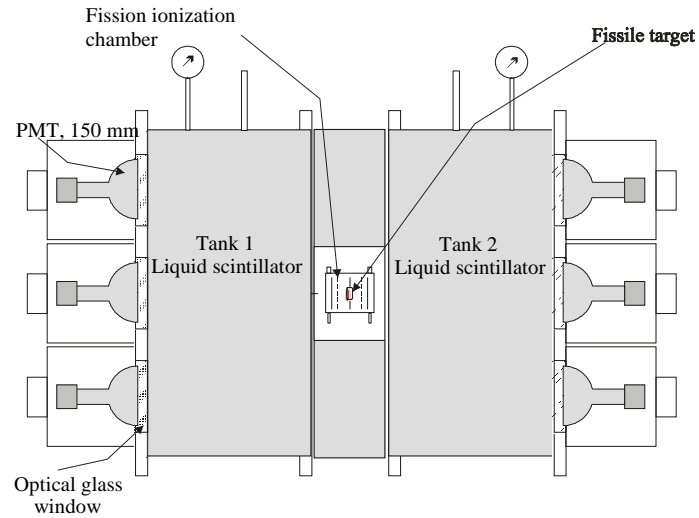 Fission ionization
chamber
Fissile target
PMT, 150 mm
Tank 1
Liquid scintillator
Tank 2
Liquid scintillator
Optical glass
window